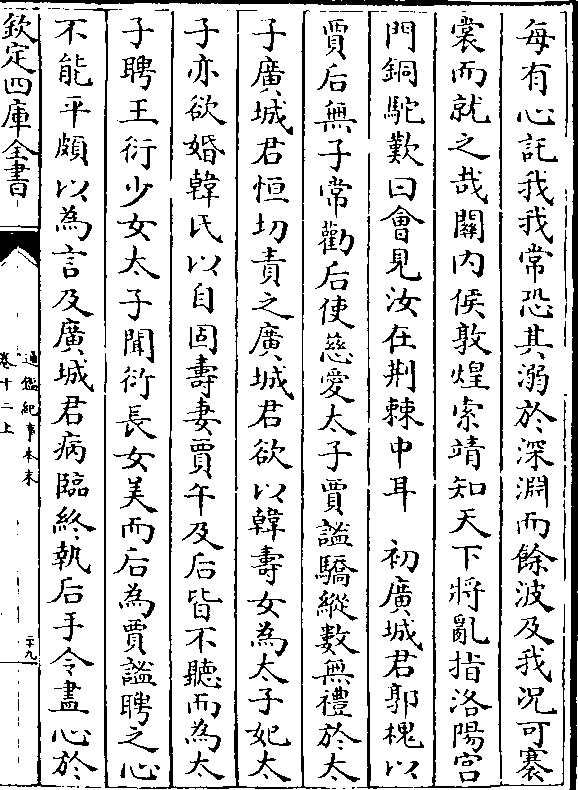 每有心託我我常恐其溺於深淵而餘波及我况可褰
裳而就之哉關内侯敦煌索靖知天下將亂指洛陽宫
門銅駝歎曰會見汝在荆棘中耳　初廣城君郭槐以
賈后無子常勸后使慈愛太子賈謐驕縱數無禮於太
子廣城君恒切責之廣城君欲以韓壽女為太子妃太
子亦欲婚韓氏以自固壽妻賈午及后皆不聽而為太
子聘王衍少女太子聞衍長女美而后為賈謐聘之心
不能平頗以為言及廣城君病臨終執后手令盡心於
欽定四庫全書
通鑑紀事本末
卷十二上
二十九